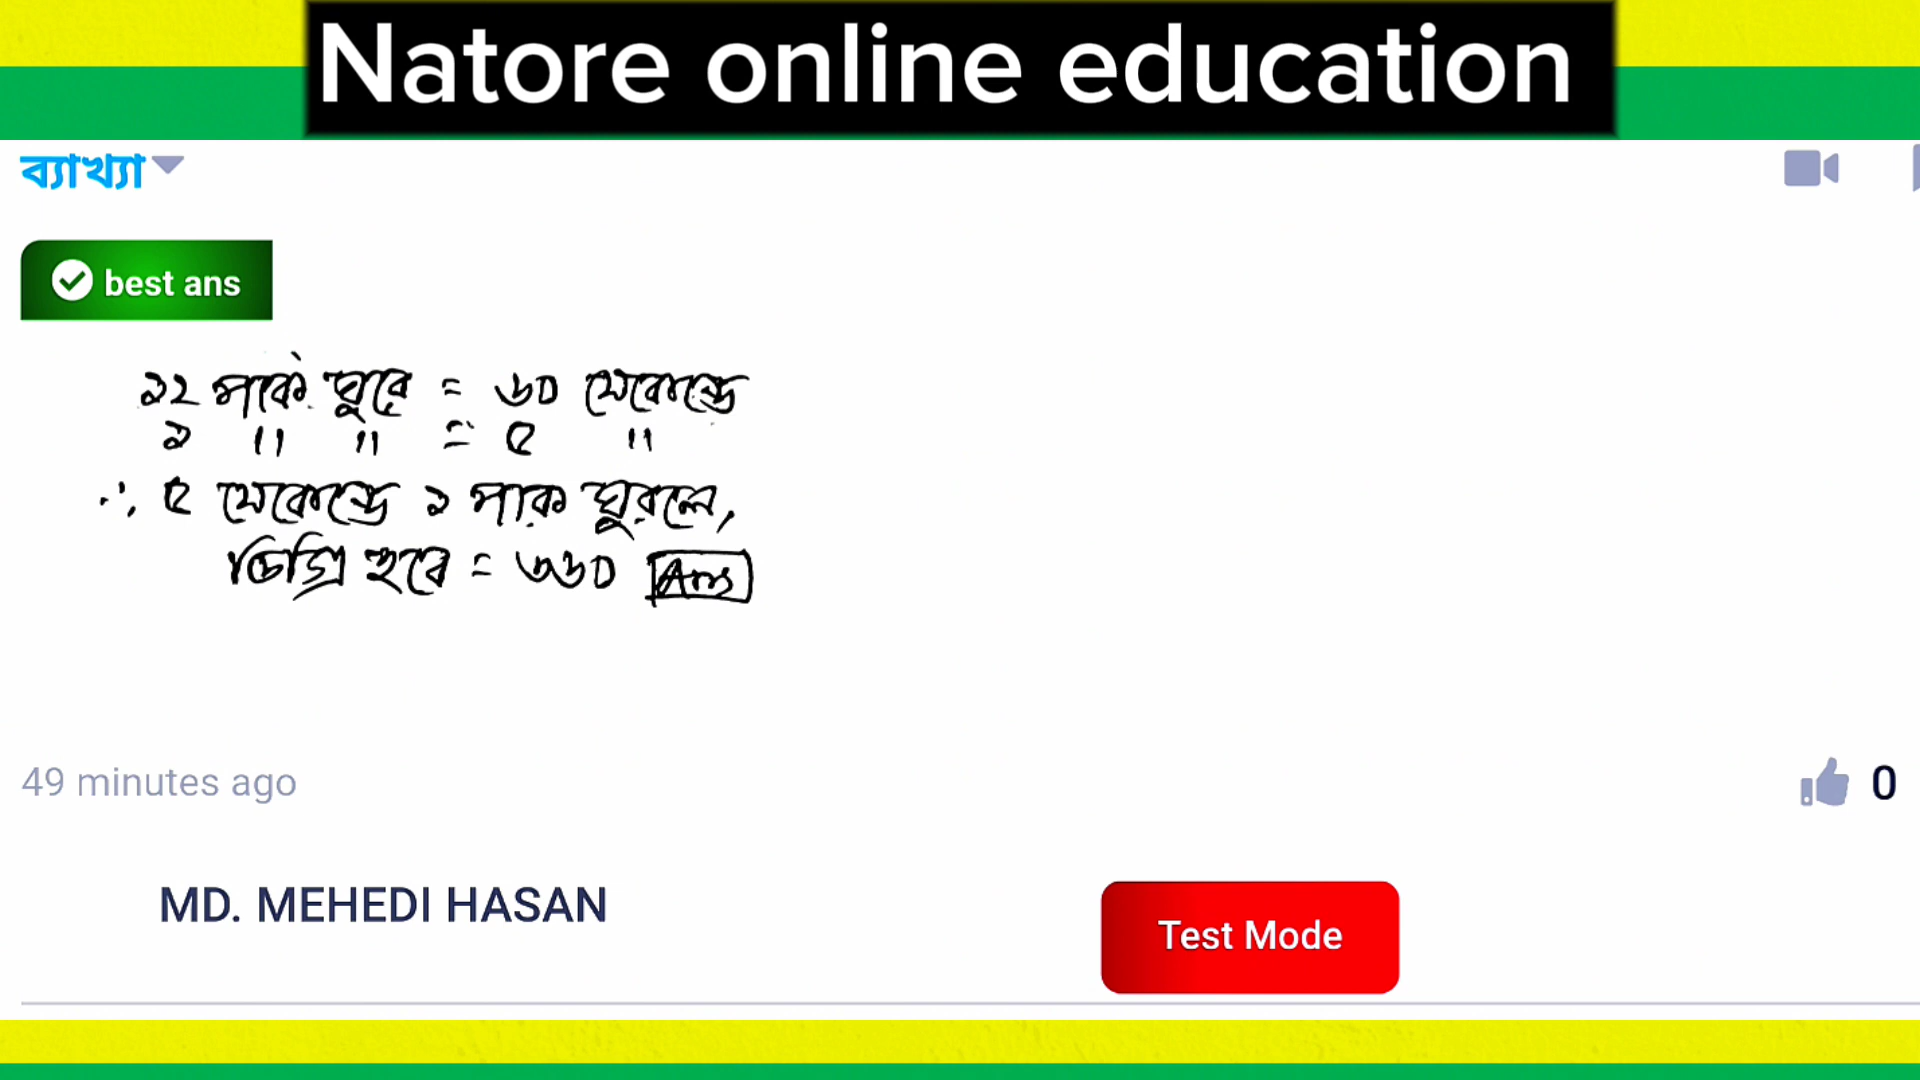 Natore online education
ব্যাখ্যা
best ans
১২ পাকে ঘুরে = ৬০ সেকেন্ডে
১ " " = ৫ "
∴ ৫ সেকেন্ডে ১ পাক ঘুরলে,
ডিগ্রি হবে = ৩৬০ Ans
49 minutes ago
0
MD. MEHEDI HASAN
Test Mode